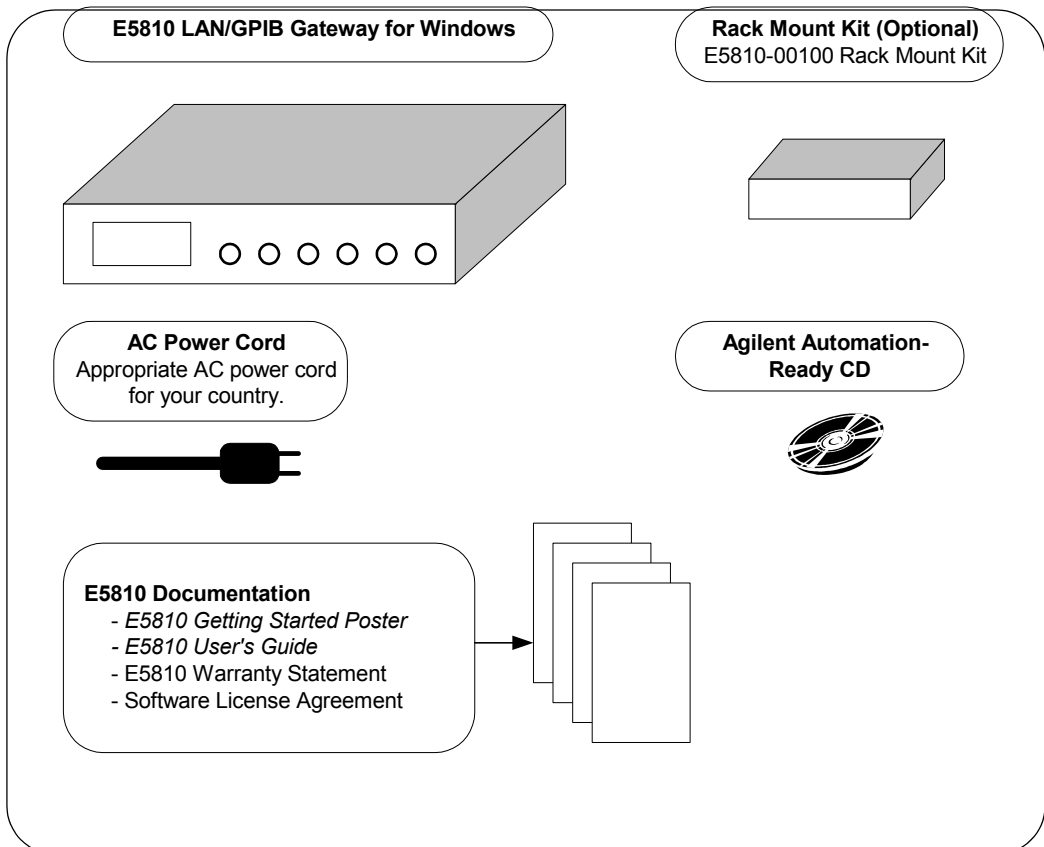 E5810 LAN/GPIB Gateway for Windows
Rack Mount Kit (Optional)
E5810-00100 Rack Mount Kit
AC Power Cord
Appropriate AC power cord
for your country.
Agilent Automation-
Ready CD
E5810 Documentation
- E5810 Getting Started Poster
- E5810 User's Guide
- E5810 Warranty Statement
- Software License Agreement